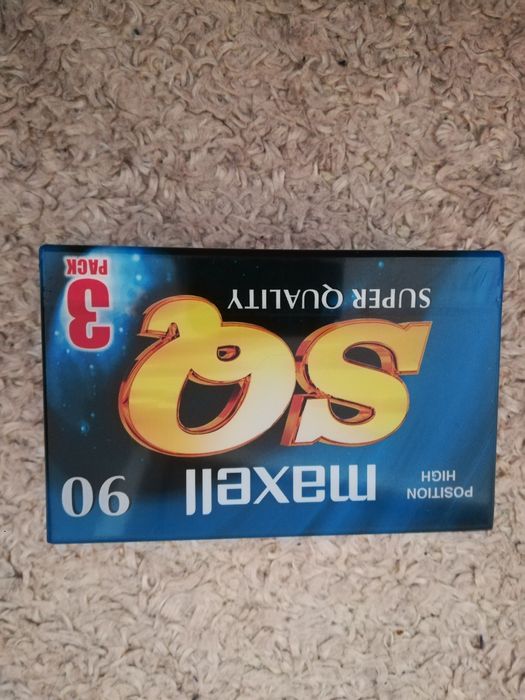 POSITION
HIGH
maxell
90
SQ
SUPER QUALITY
3
PACK